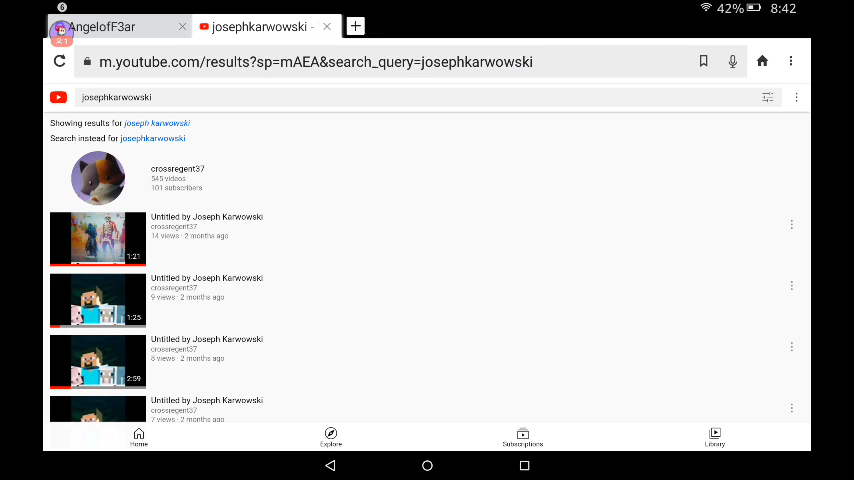 6
42% 8:42
AngelofF3ar
josephkarwowski -
1
m.youtube.com/results?sp=mAEA&search_query=josephkarwowski
josephkarwowski
Showing results for joseph karwowski
Search instead for josephkarwowski
crossregent37
545 videos
101 subscribers
Untitled by Joseph Karwowski
crossregent37
14 views · 2 months ago
1:21
Untitled by Joseph Karwowski
crossregent37
9 views · 2 months ago
1:25
Untitled by Joseph Karwowski
crossregent37
8 views · 2 months ago
2:59
Untitled by Joseph Karwowski
crossregent37
7 views · 2 months ago
Home Explore Subscriptions Library